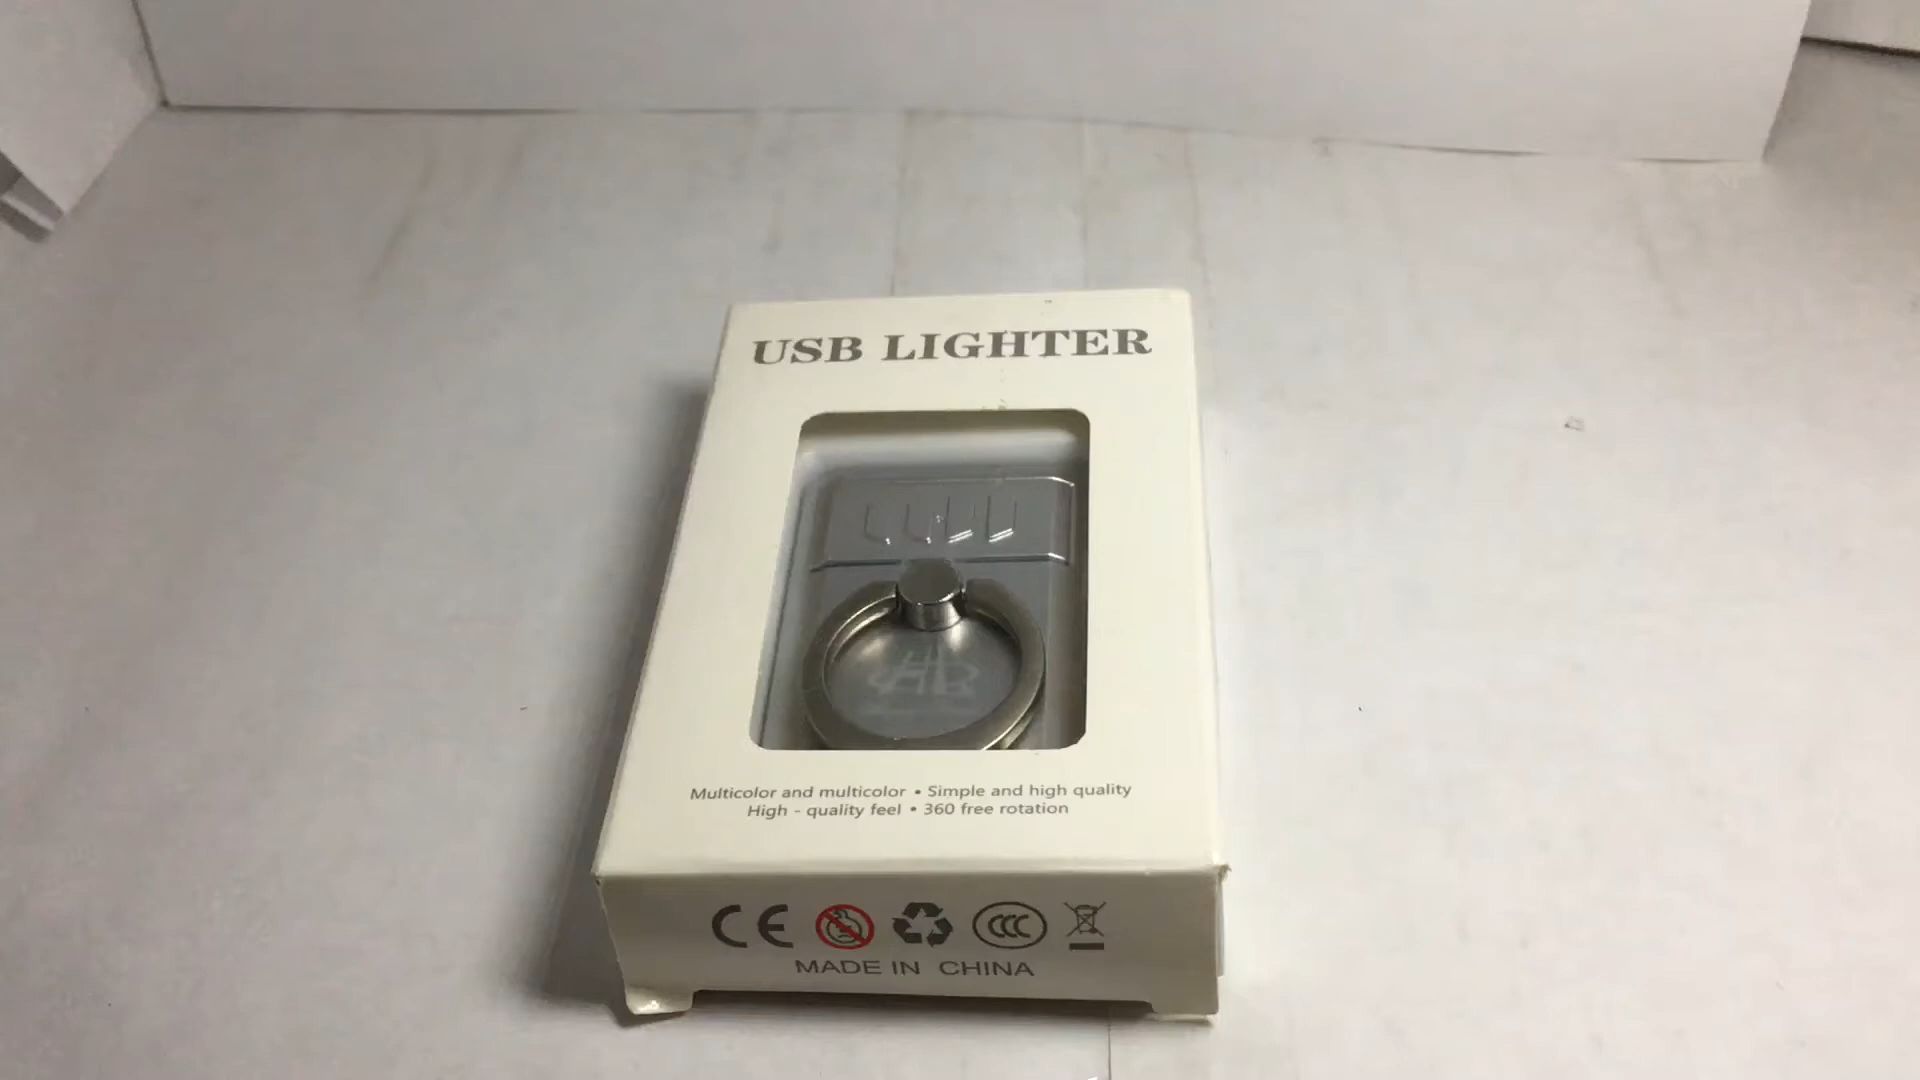 USB LIGHTER
Multicolor and multicolor • Simple and high quality
High - quality feel • 360 free rotation
CE CCC
MADE IN CHINA